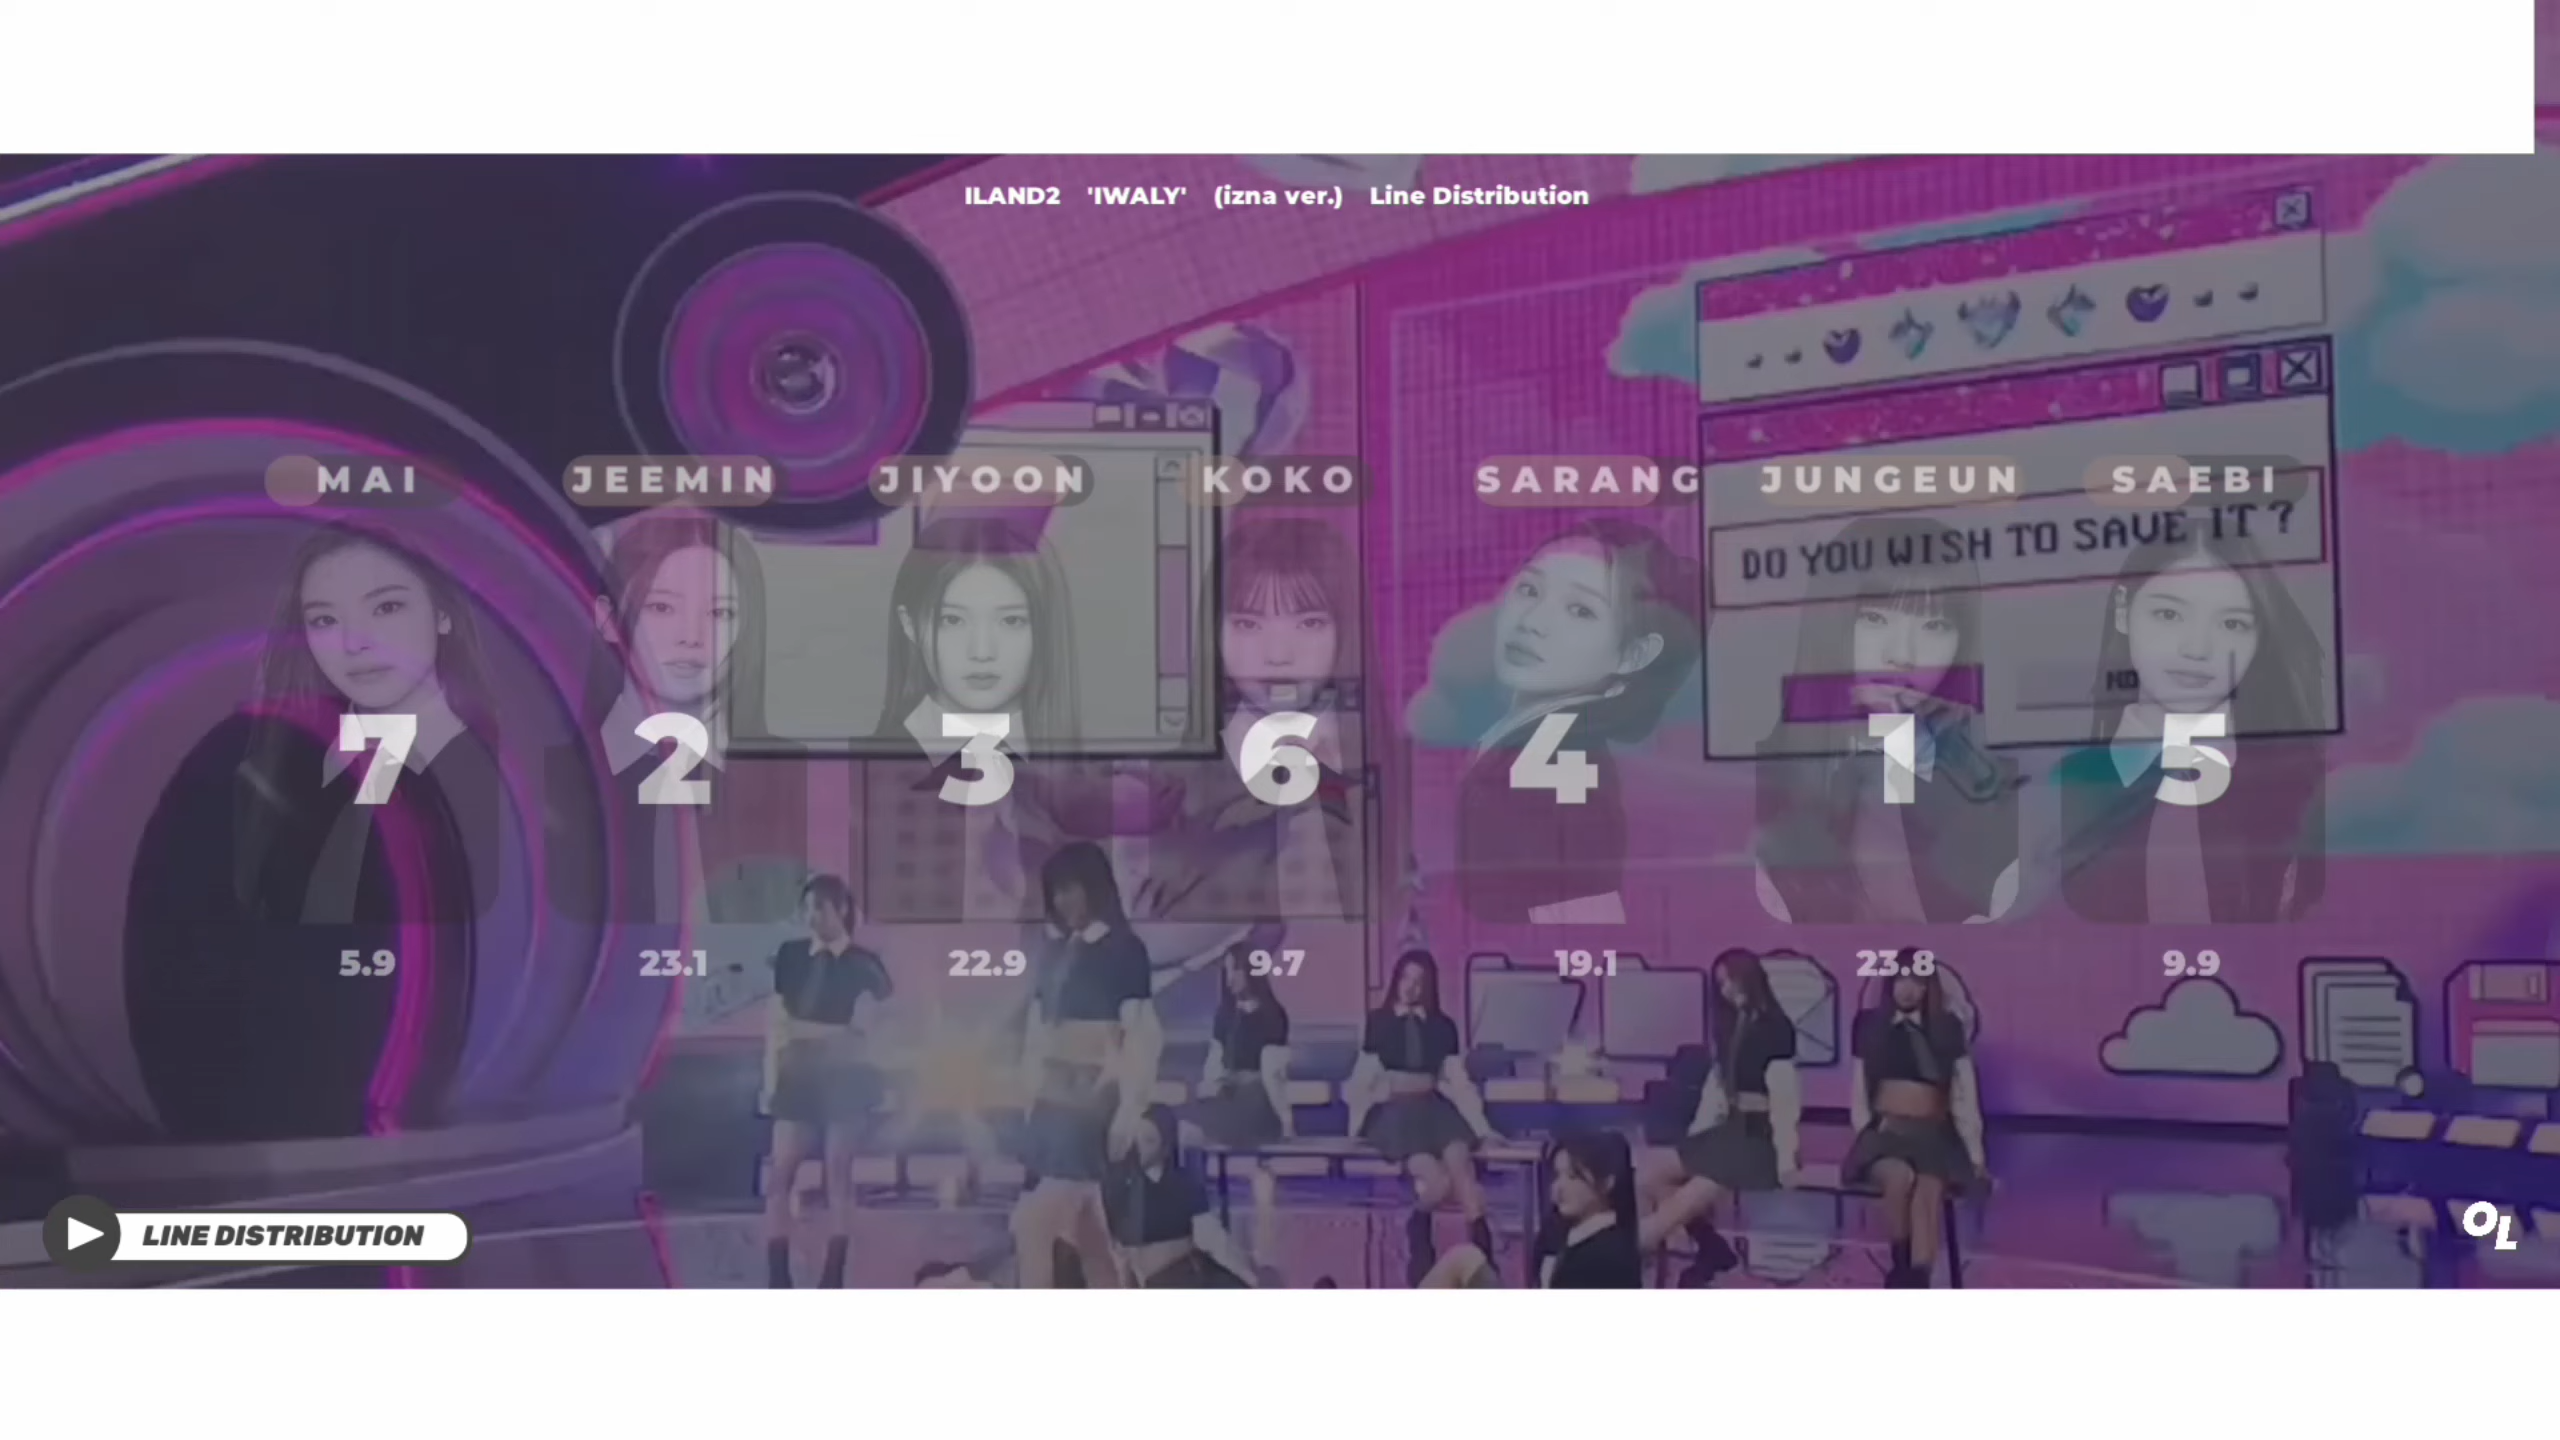 ILAND2 'IWALY' (izna ver.) Line Distribution
MAI JEEMIN JIYOON KOKO SARANG JUNGEUN SAEBI
DO YOU WISH TO SAVE IT?
NO
7 2 3 6 4 1 5
5.9 23.1 22.9 9.7 19.1 23.8 9.9
LINE DISTRIBUTION
OL